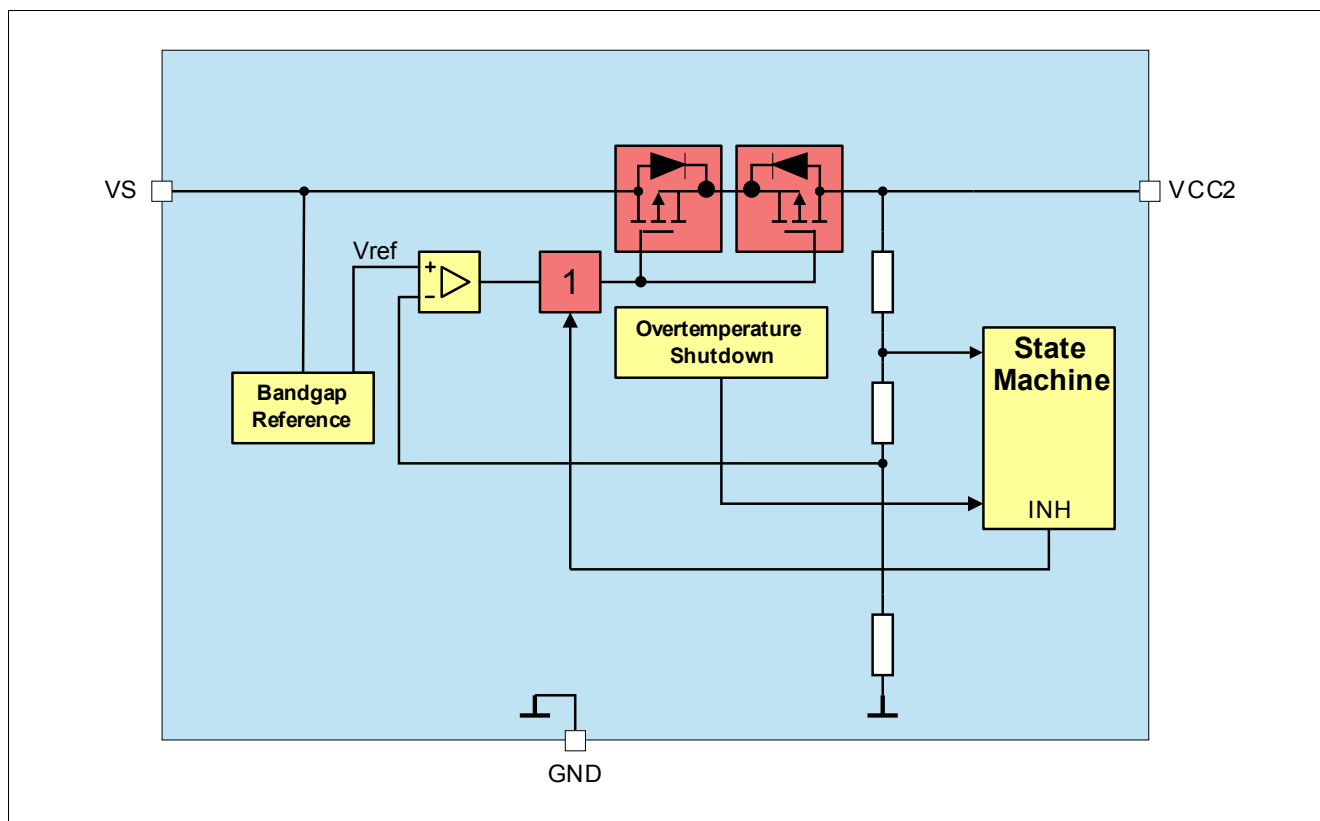 VS
VCC2
Vref
+
-
1
Overtemperature
Shutdown
State
Machine
Bandgap
Reference
INH
GND